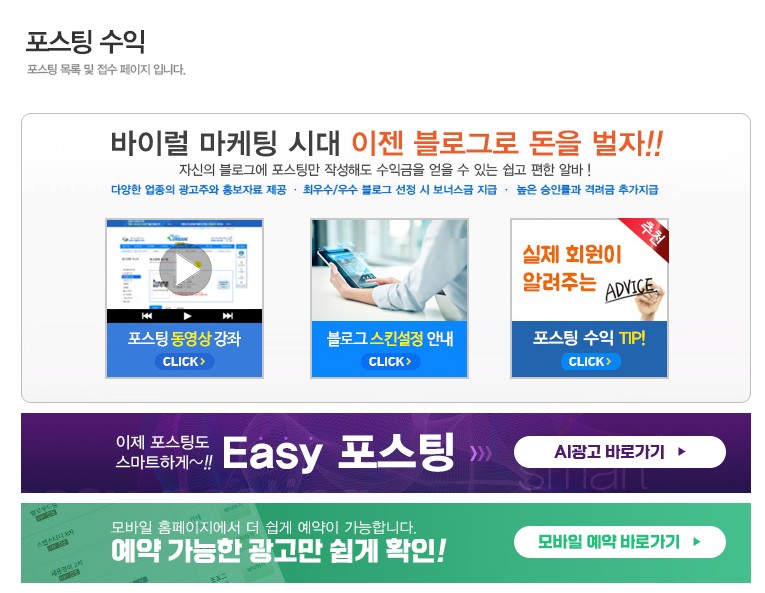 포스팅 수익
포스팅 목록 및 접수 페이지 입니다.
바이럴 마케팅 시대 이젠 블로그로 돈을 벌자!!
자신의 블로그에 포스팅만 작성해도 수익금을 얻을 수 있는 쉽고 편한 알바 !
다양한 업종의 광고주와 홍보자료 제공 · 최우수/우수 블로그 선정 시 보너스금 지급 · 높은 승인률과 격려금 추가지급
포스팅 동영상 강좌
CLICK>
블로그 스킨설정 안내
CLICK>
추천
실제 회원이
알려주는
ADVICE
포스팅 수익 TIP!
CLICK>
이제 포스팅도
스마트하게~!!
Easy 포스팅
smart
AI광고 바로가기
모바일 홈페이지에서 더 쉽게 예약이 가능합니다.
예약 가능한 광고만 쉽게 확인!
모바일 예약 바로가기